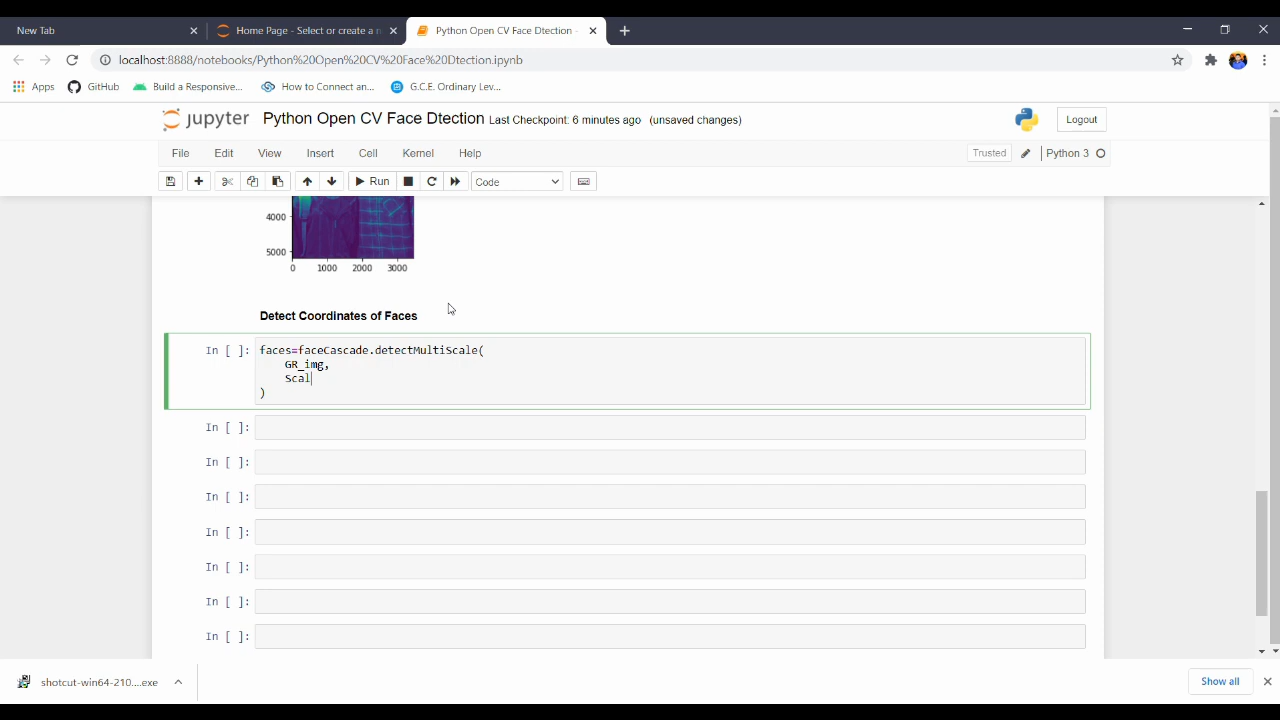 New Tab
Home Page - Select or create a n
Python Open CV Face Dtection -
localhost:8888/notebooks/Python%20Open%20CV%20Face%20Dtection.ipynb
Apps GitHub Build a Responsive... How to Connect an... G.C.E. Ordinary Lev...
jupyter Python Open CV Face Dtection Last Checkpoint: 6 minutes ago (unsaved changes) Logout
File Edit View Insert Cell Kernel Help Trusted Python 3
Run Code
4000
5000
0 1000 2000 3000
Detect Coordinates of Faces
In [ ]: faces=faceCascade.detectMultiScale(
GR_img,
Scal
)
In [ ]:
In [ ]:
In [ ]:
In [ ]:
In [ ]:
In [ ]:
In [ ]:
shotcut-win64-210....exe Show all